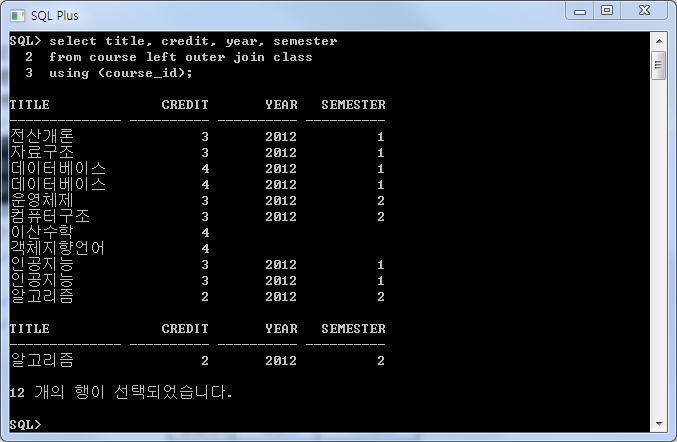 SQL Plus
SQL> select title, credit, year, semester
2 from course left outer join class
3 using (course_id);
TITLE CREDIT YEAR SEMESTER
-------------- ---------- ---------- ----------
전산개론 3 2012 1
자료구조 3 2012 1
데이터베이스 4 2012 1
데이터베이스 4 2012 1
운영체제 3 2012 2
컴퓨터구조 3 2012 2
이산수학 4
객체지향언어 4
인공지능 3 2012 1
인공지능 3 2012 1
알고리즘 2 2012 2
TITLE CREDIT YEAR SEMESTER
-------------- ---------- ---------- ----------
알고리즘 2 2012 2
12 개의 행이 선택되었습니다.
SQL>